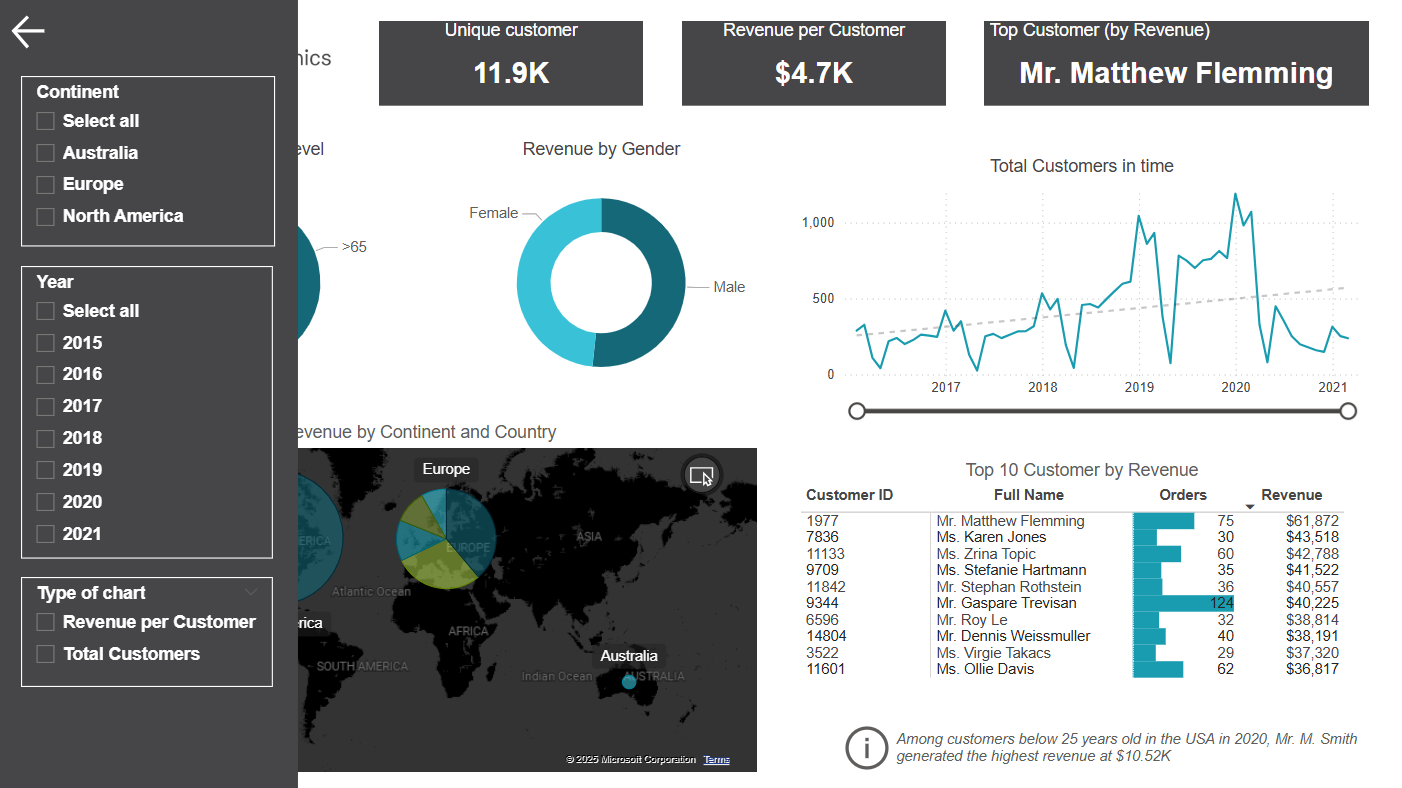 Continent
Select all
Australia
Europe
North America
Year
Select all
2015
2016
2017
2018
2019
2020
2021
Type of chart
Revenue per Customer
Total Customers
nics
Unique customer
11.9K
Revenue per Customer
$4.7K
Top Customer (by Revenue)
Mr. Matthew Flemming
evel
>65
Revenue by Gender
Female
Male
Total Customers in time
1,000
500
0
2017 2018 2019 2020 2021
evenue by Continent and Country
Europe
ERICA
EUROPE
ASIA
Atlantic Ocean
rica
AFRICA
SOUTH AMERICA
Australia
Indian Ocean
AUSTRALIA
© 2025 Microsoft Corporation Terms
Top 10 Customer by Revenue
Customer ID Full Name Orders Revenue
1977 Mr. Matthew Flemming 75 $61,872
7836 Ms. Karen Jones 30 $43,518
11133 Ms. Zrina Topic 60 $42,788
9709 Ms. Stefanie Hartmann 35 $41,522
11842 Mr. Stephan Rothstein 36 $40,557
9344 Mr. Gaspare Trevisan 124 $40,225
6596 Mr. Roy Le 32 $38,814
14804 Mr. Dennis Weissmuller 40 $38,191
3522 Ms. Virgie Takacs 29 $37,320
11601 Ms. Ollie Davis 62 $36,817
i
Among customers below 25 years old in the USA in 2020, Mr. M. Smith
generated the highest revenue at $10.52K